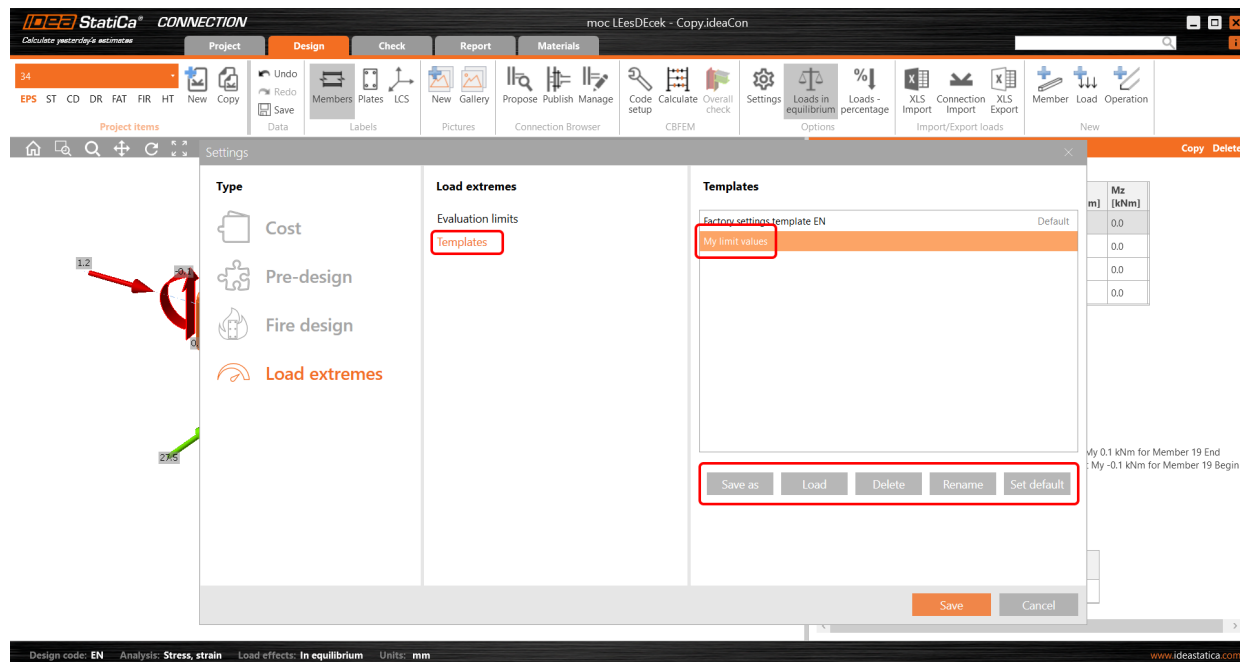 IDEA StatiCa® CONNECTION
moc LEesDEcek - Copy.ideaCon
Calculate yesterday's estimates
Project Design Check Report Materials
34
EPS ST CD DR FAT FIR HT
Project items
New Copy
Undo
Redo
Save
Data
Members Plates LCS
Labels
New Gallery
Pictures
Propose Publish Manage
Connection Browser
Code setup
Calculate
Overall check
CBFEM
Settings
Loads in equilibrium
Loads - percentage
Options
XLS Import
Connection Import
XLS Export
Import/Export loads
Member Load Operation
New
Copy Delete
Settings
Type
Cost
Pre-design
Fire design
Load extremes
Load extremes
Evaluation limits
Templates
Templates
Factory settings template EN Default
My limit values
Save as Load Delete Rename Set default
Save Cancel
m] Mz
[kNm]
0.0
0.0
0.0
0.0
1.2
-0.1
0.
27.5
My 0.1 kNm for Member 19 End
: My -0.1 kNm for Member 19 Begin
Design code: EN Analysis: Stress, strain Load effects: In equilibrium Units: mm
www.ideastatica.com